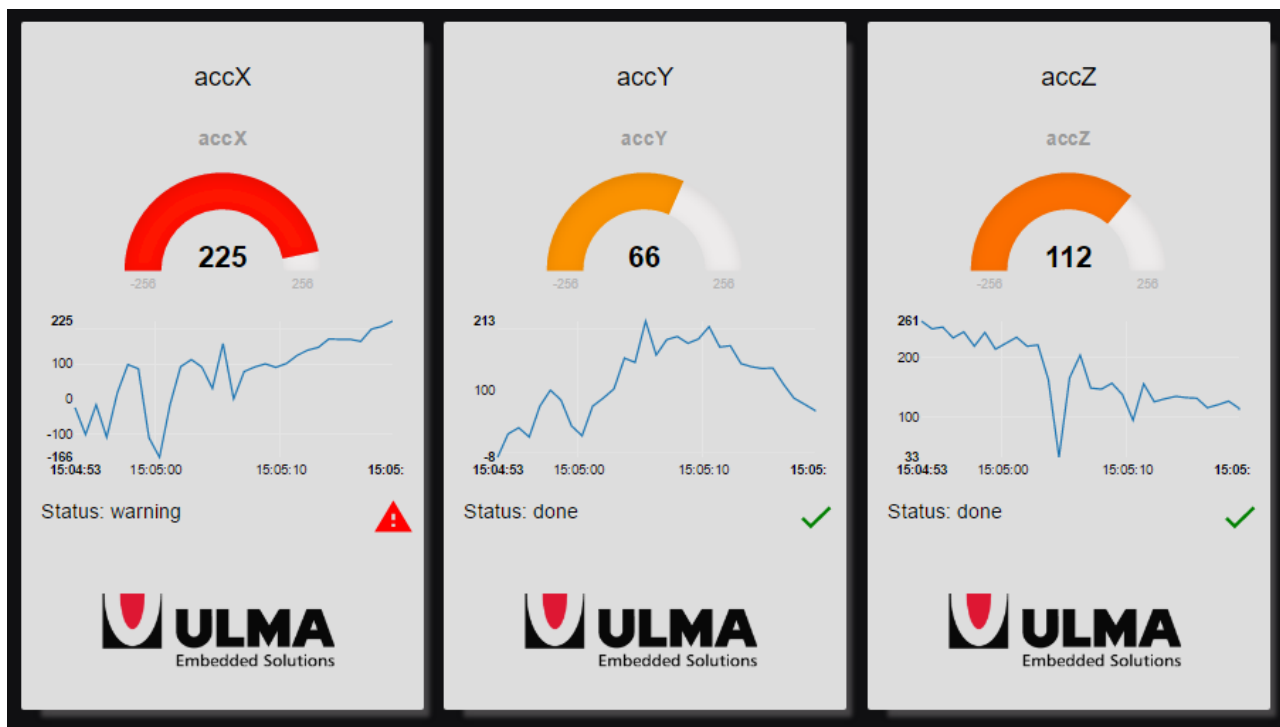 accX
accX
225
-256 256
225
100
0
-100
-166
15:04:53 15:05:00 15:05:10 15:05:
Status: warning
ULMA
Embedded Solutions
accY
accY
66
-256 256
213
100
-8
15:04:53 15:05:00 15:05:10 15:05:
Status: done
ULMA
Embedded Solutions
accZ
accZ
112
-256 256
261
200
100
33
15:04:53 15:05:00 15:05:10 15:05:
Status: done
ULMA
Embedded Solutions